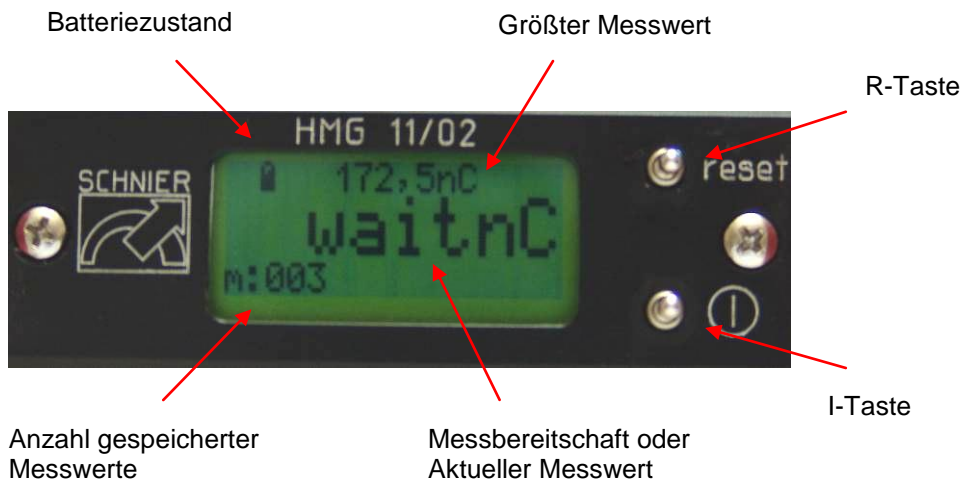 Batteriezustand
Größter Messwert
R-Taste
HMG 11/02
SCHNIER
172,5nC
reset
waitnC
m:003
I-Taste
Anzahl gespeicherter
Messwerte
Messbereitschaft oder
Aktueller Messwert